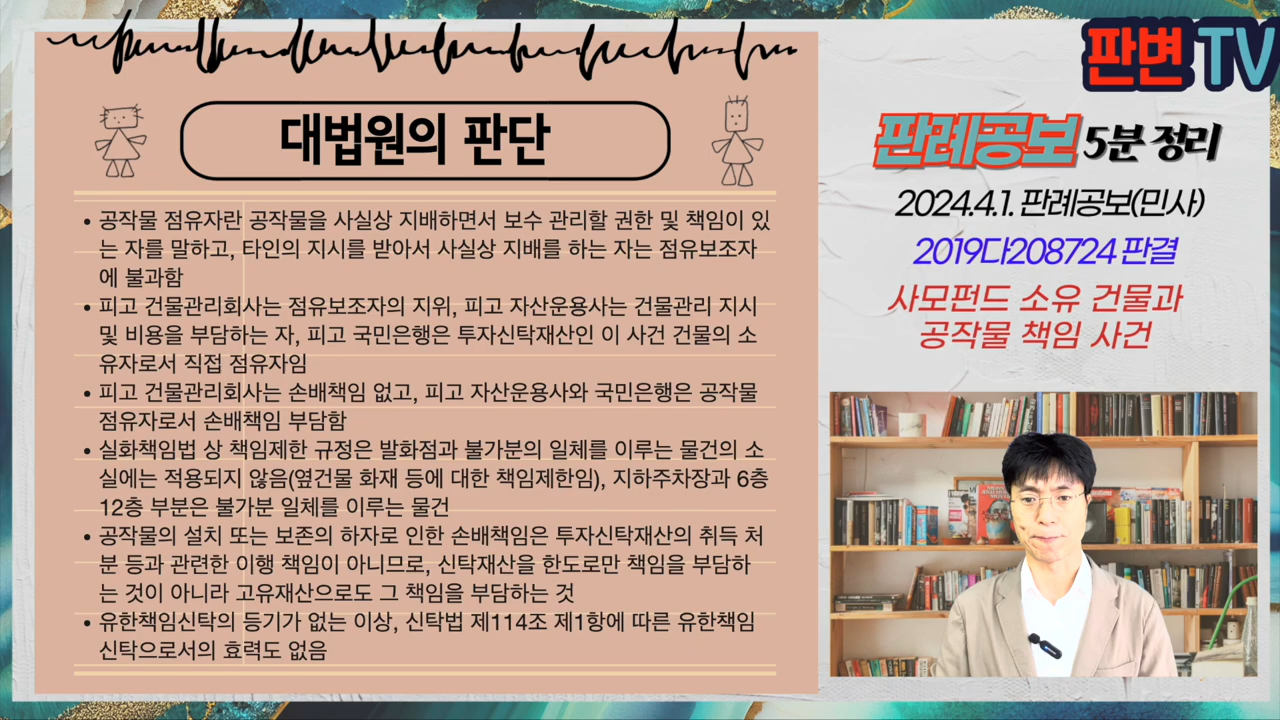 판변 TV
대법원의 판단
• 공작물 점유자란 공작물을 사실상 지배하면서 보수 관리할 권한 및 책임이 있
는 자를 말하고, 타인의 지시를 받아서 사실상 지배를 하는 자는 점유보조자
에 불과함
• 피고 건물관리회사는 점유보조자의 지위, 피고 자산운용사는 건물관리 지시
및 비용을 부담하는 자, 피고 국민은행은 투자신탁재산인 이 사건 건물의 소
유자로서 직접 점유자임
• 피고 건물관리회사는 손배책임 없고, 피고 자산운용사와 국민은행은 공작물
점유자로서 손배책임 부담함
• 실화책임법 상 책임제한 규정은 발화점과 불가분의 일체를 이루는 물건의 소
실에는 적용되지 않음(옆건물 화재 등에 대한 책임제한임), 지하주차장과 6층
12층 부분은 불가분 일체를 이루는 물건
• 공작물의 설치 또는 보존의 하자로 인한 손배책임은 투자신탁재산의 취득 처
분 등과 관련한 이행 책임이 아니므로, 신탁재산을 한도로만 책임을 부담하
는 것이 아니라 고유재산으로도 그 책임을 부담하는 것
• 유한책임신탁의 등기가 없는 이상, 신탁법 제114조 제1항에 따른 유한책임
신탁으로서의 효력도 없음
판례공보 5분 정리
2024.4.1. 판례공보(민사)
2019다208724 판결
사모펀드 소유 건물과
공작물 책임 사건